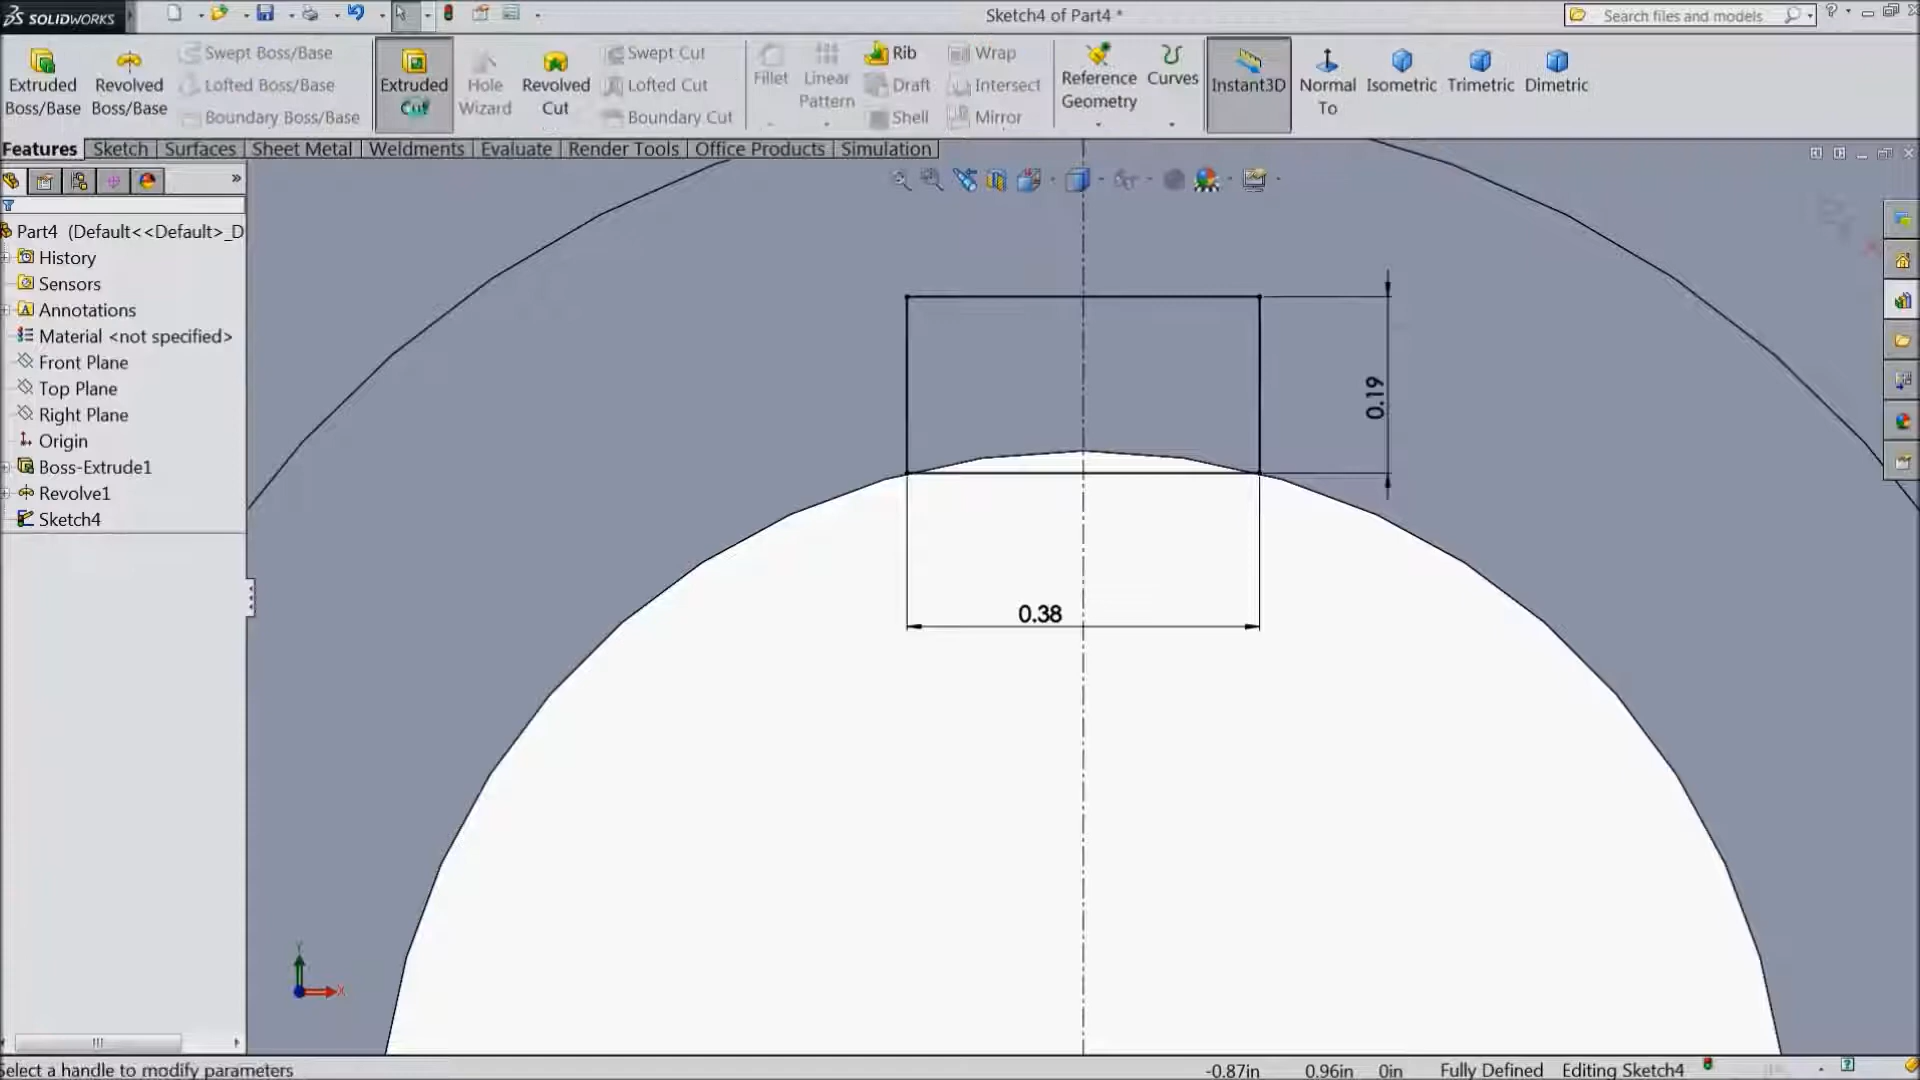 SOLIDWORKS
Sketch4 of Part4 *
Search files and models
Extruded Boss/Base
Revolved Boss/Base
Swept Boss/Base
Lofted Boss/Base
Boundary Boss/Base
Extruded Cut
Hole Wizard
Revolved Cut
Swept Cut
Lofted Cut
Boundary Cut
Fillet
Linear Pattern
Rib
Draft
Shell
Wrap
Intersect
Mirror
Reference Geometry
Curves
Instant3D
Normal To
Isometric
Trimetric
Dimetric
Features
Sketch
Surfaces
Sheet Metal
Weldments
Evaluate
Render Tools
Office Products
Simulation
Part4 (Default<<Default>_D
History
Sensors
Annotations
Material <not specified>
Front Plane
Top Plane
Right Plane
Origin
Boss-Extrude1
Revolve1
Sketch4
0.19
0.38
Y
X
Select a handle to modify parameters
-0.87in
0.96in
0in
Fully Defined
Editing Sketch4